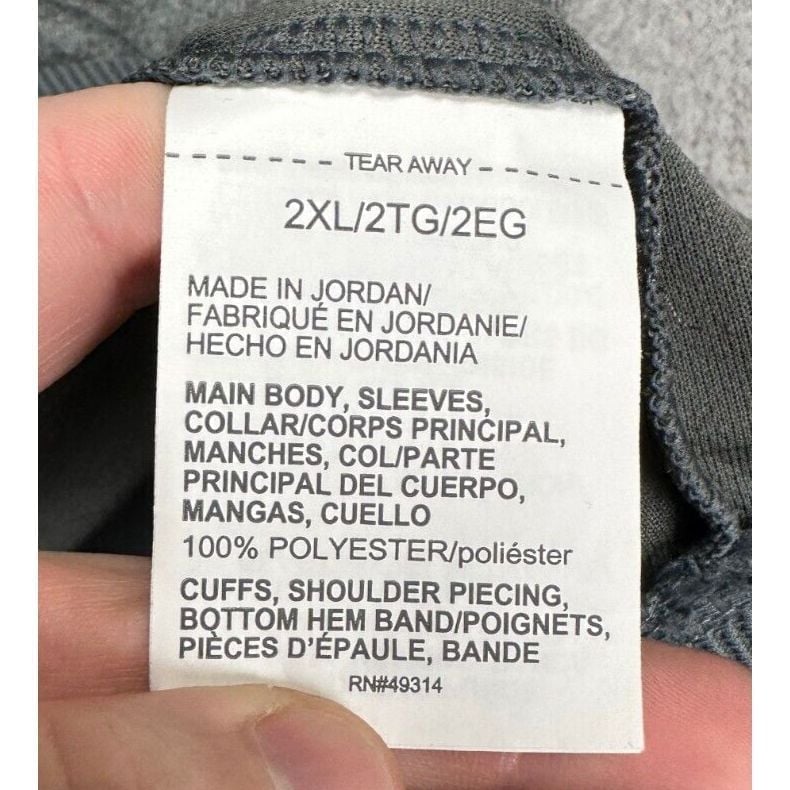 TEAR AWAY
2XL/2TG/2EG
MADE IN JORDAN/
FABRIQUÉ EN JORDANIE/
HECHO EN JORDANIA
MAIN BODY, SLEEVES,
COLLAR/CORPS PRINCIPAL,
MANCHES, COL/PARTE
PRINCIPAL DEL CUERPO,
MANGAS, CUELLO
100% POLYESTER/poliéster
CUFFS, SHOULDER PIECING,
BOTTOM HEM BAND/POIGNETS,
PIÈCES D'ÉPAULE, BANDE
RN#49314